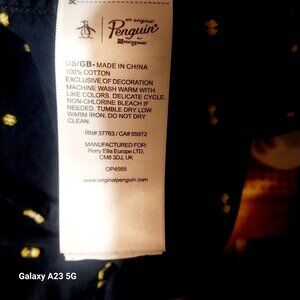 an original
Penguin
BY
Munsingwear
US/GB- MADE IN CHINA
100% COTTON
EXCLUSIVE OF DECORATION
MACHINE WASH WARM WITH
LIKE COLORS. DELICATE CYCLE.
NON-CHLORINE BLEACH IF
NEEDED. TUMBLE DRY LOW.
WARM IRON. DO NOT DRY
CLEAN.
RN# 37763 / CA# 55972
MANUFACTURED FOR:
Perry Ellis Europe LTD,
CM8 3DJ, UK
OP4565
www.originalpenguin.com
Galaxy A23 5G